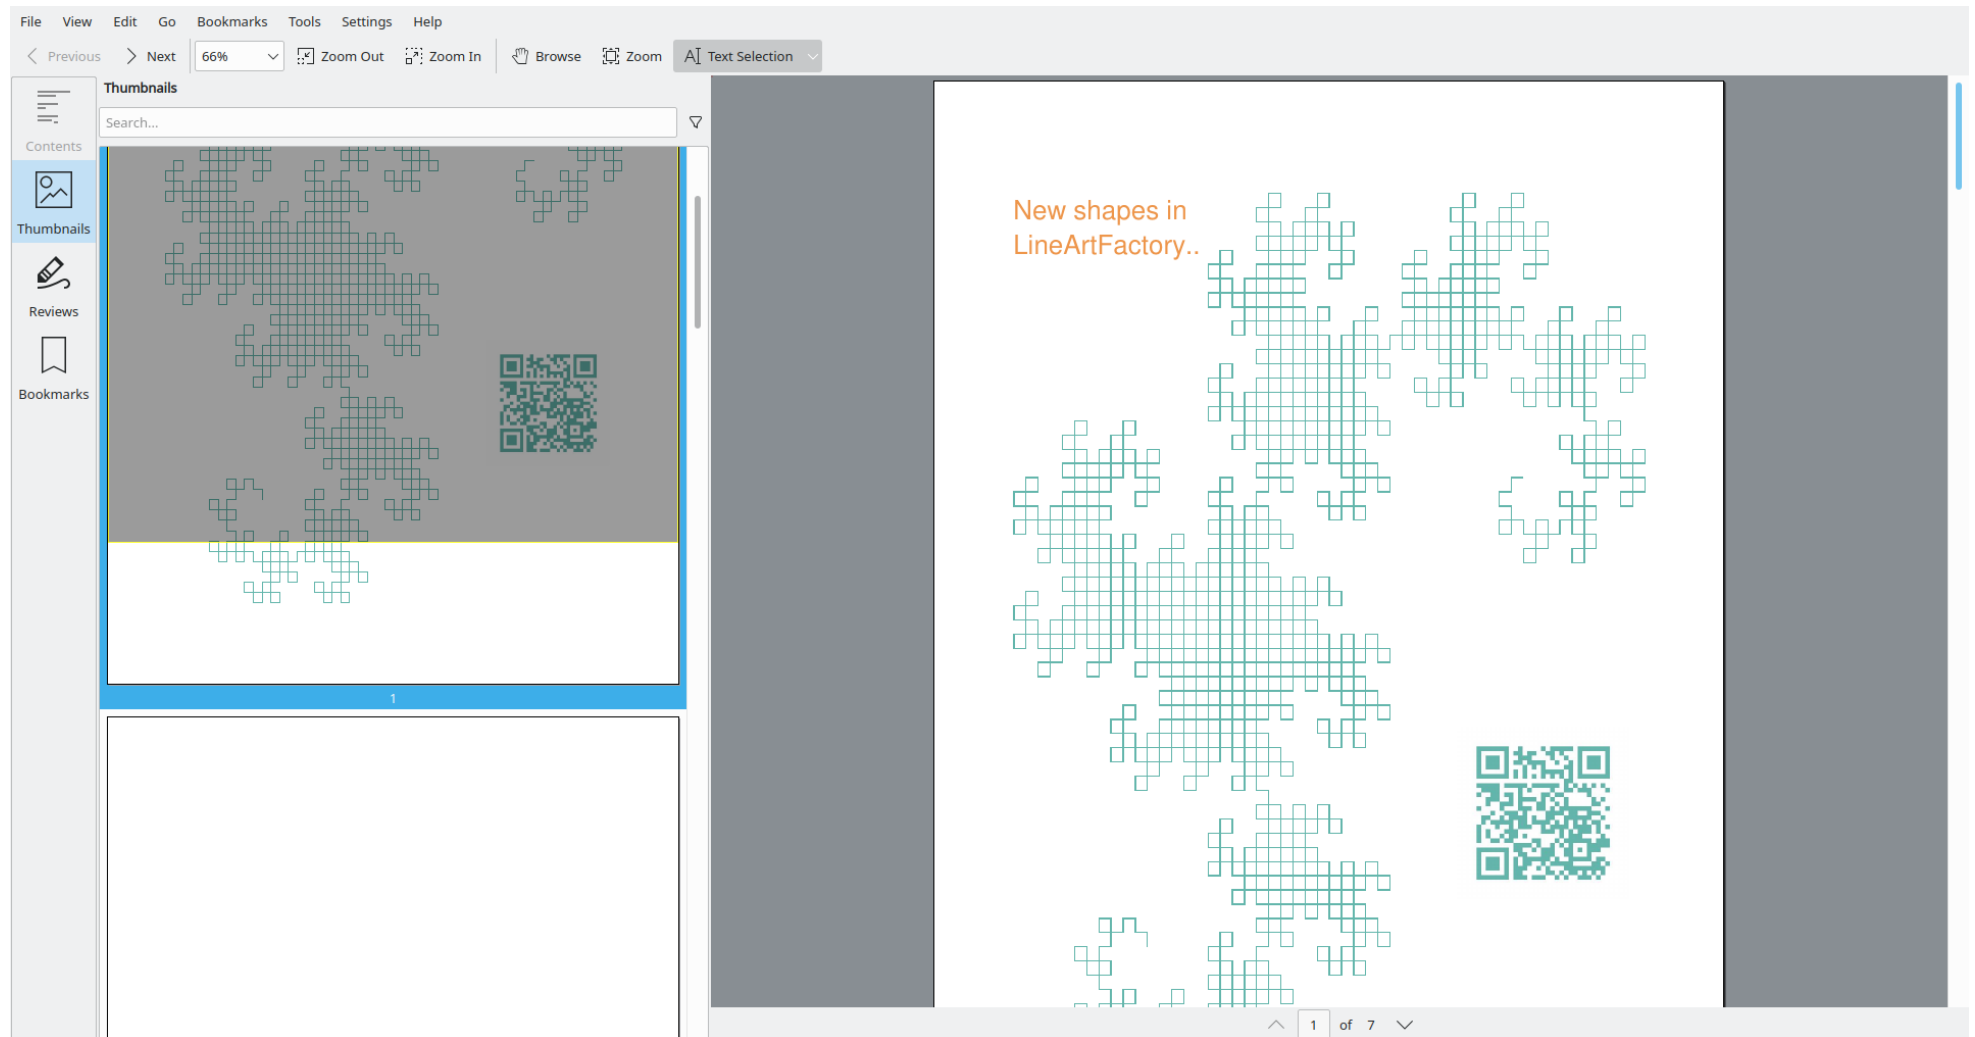 File View Edit Go Bookmarks Tools Settings Help
Previous Next 66% Zoom Out Zoom In Browse Zoom Text Selection
Thumbnails
Search...
Contents
Thumbnails
Reviews
Bookmarks
1
New shapes in
LineArtFactory..
1 of 7